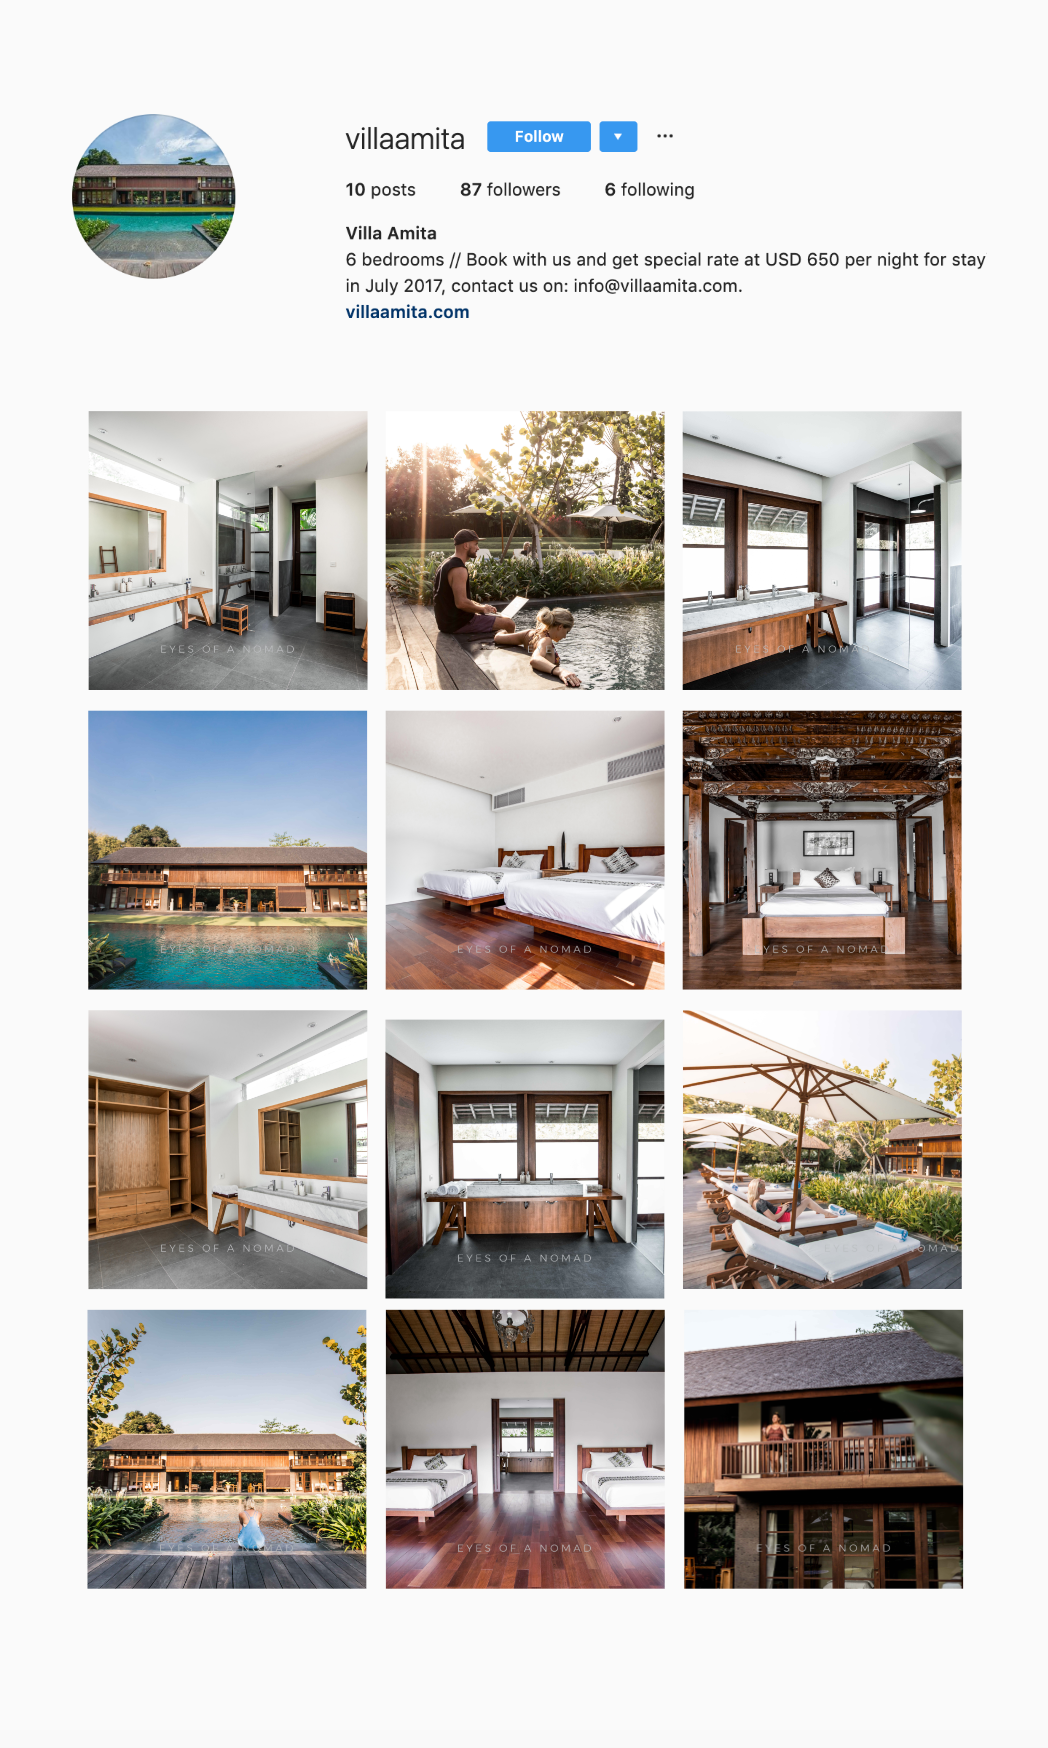 villaamita Follow ▼ ···
10 posts 87 followers 6 following
Villa Amita
6 bedrooms // Book with us and get special rate at USD 650 per night for stay
in July 2017, contact us on: info@villaamita.com.
villaamita.com
EYES OF A NOMAD
EYES OF A NOMAD
EYES OF A NOMAD
EYES OF A NOMAD
EYES OF A NOMAD
EYES OF A NOMAD
EYES OF A NOMAD
EYES OF A NOMAD
EYES OF A NOMAD
EYES OF A NOMAD
EYES OF A NOMAD